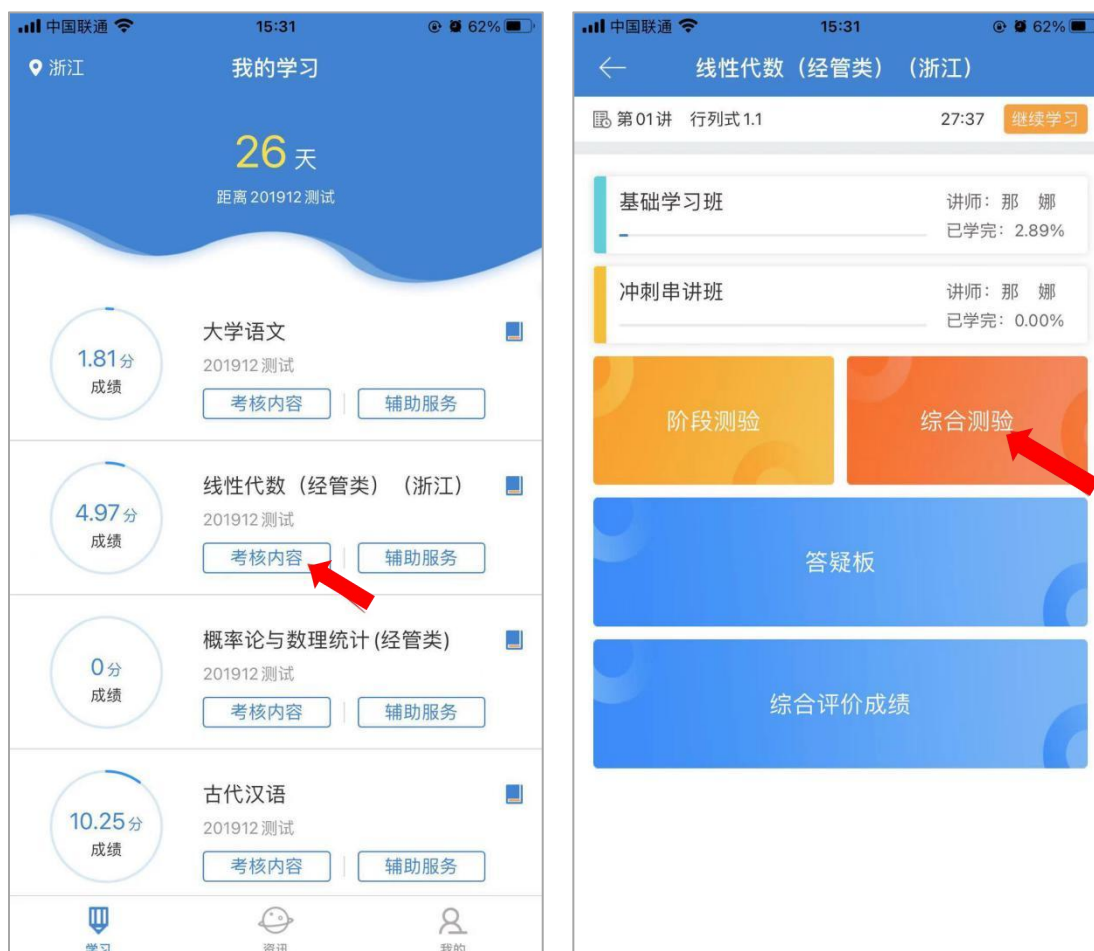 中国联通 15:31 62%
浙江 我的学习
26 天
距离201912测试
大学语文
1.81分
成绩
201912测试
考核内容 辅助服务
线性代数（经管类）（浙江）
4.97分
成绩
201912测试
考核内容 辅助服务
概率论与数理统计(经管类)
0分
成绩
201912测试
考核内容 辅助服务
古代汉语
10.25分
成绩
201912测试
考核内容 辅助服务
学习 资讯 我的
中国联通 15:31 62%
线性代数（经管类）（浙江）
第01讲 行列式1.1 27:37 继续学习
基础学习班 讲师：那 娜
已学完：2.89%
冲刺串讲班 讲师：那 娜
已学完：0.00%
阶段测验 综合测验
答疑板
综合评价成绩